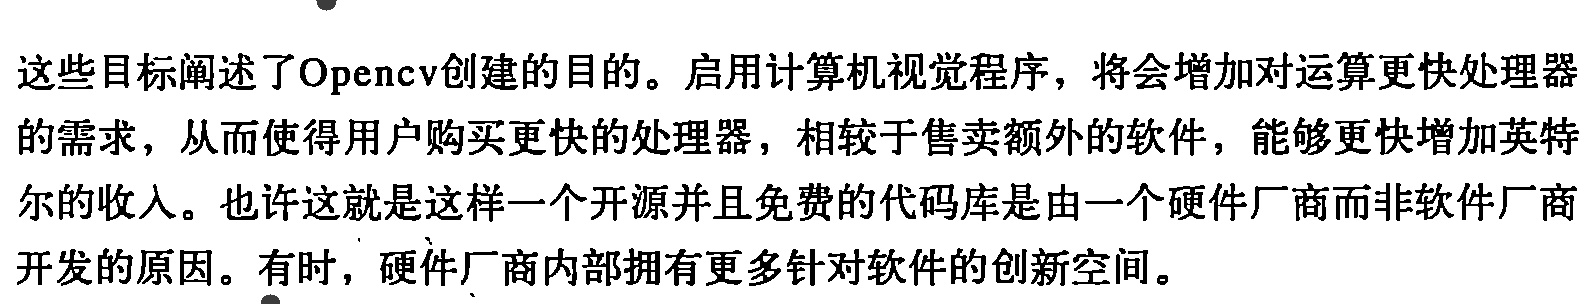 这些目标阐述了Opencv创建的目的。启用计算机视觉程序，将会增加对运算更快处理器
的需求，从而使得用户购买更快的处理器，相较于售卖额外的软件，能够更快增加英特
尔的收入。也许这就是这样一个开源并且免费的代码库是由一个硬件厂商而非软件厂商
开发的原因。有时，硬件厂商内部拥有更多针对软件的创新空间。